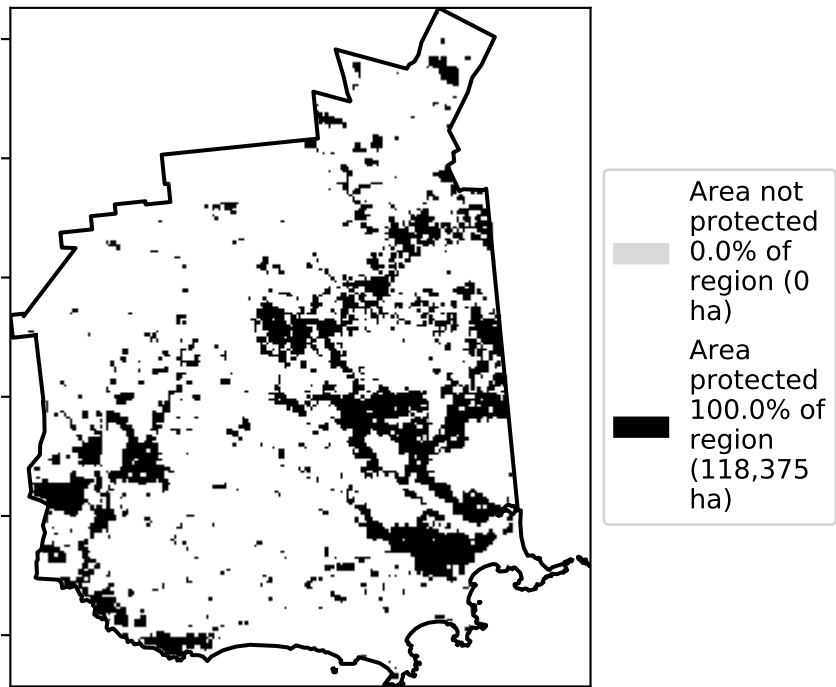 Area not
protected
0.0% of
region (0
ha)
Area
protected
100.0% of
region
(118,375
ha)